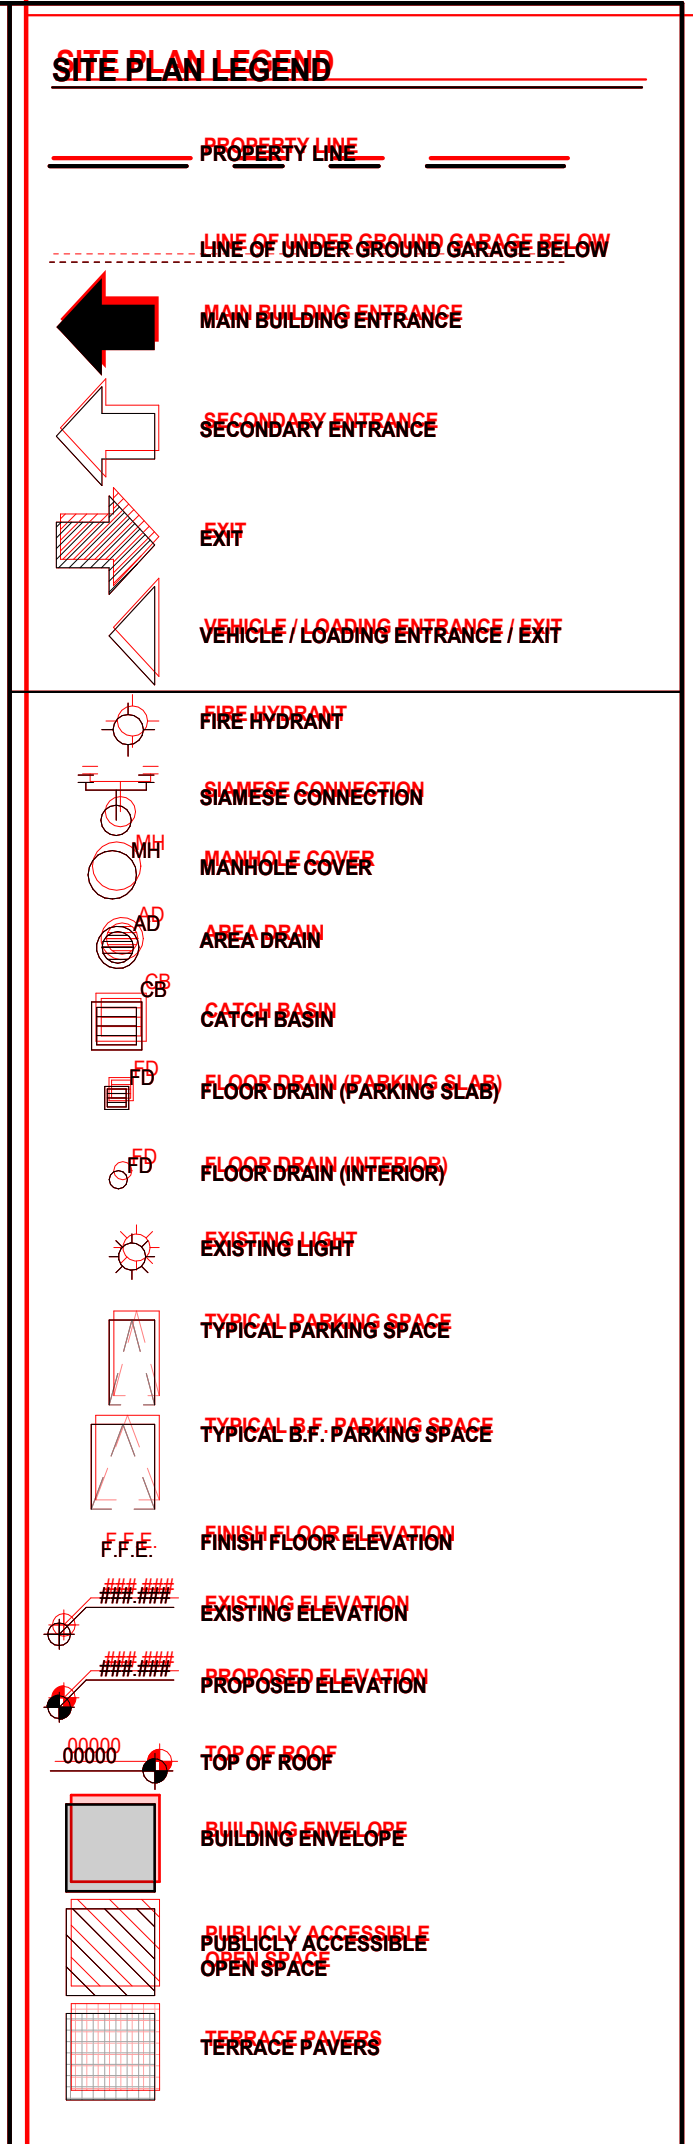 SITE PLAN LEGEND
PROPERTY LINE
LINE OF UNDER GROUND GARAGE BELOW
MAIN BUILDING ENTRANCE
SECONDARY ENTRANCE
EXIT
VEHICLE / LOADING ENTRANCE / EXIT
FIRE HYDRANT
SIAMESE CONNECTION
MH MANHOLE COVER
AD AREA DRAIN
CB CATCH BASIN
FD FLOOR DRAIN (PARKING SLAB)
FD FLOOR DRAIN (INTERIOR)
EXISTING LIGHT
TYPICAL PARKING SPACE
TYPICAL B.F. PARKING SPACE
F.F.E. FINISH FLOOR ELEVATION
###.### EXISTING ELEVATION
###.### PROPOSED ELEVATION
00000 TOP OF ROOF
BUILDING ENVELOPE
PUBLICLY ACCESSIBLE
OPEN SPACE
TERRACE PAVERS